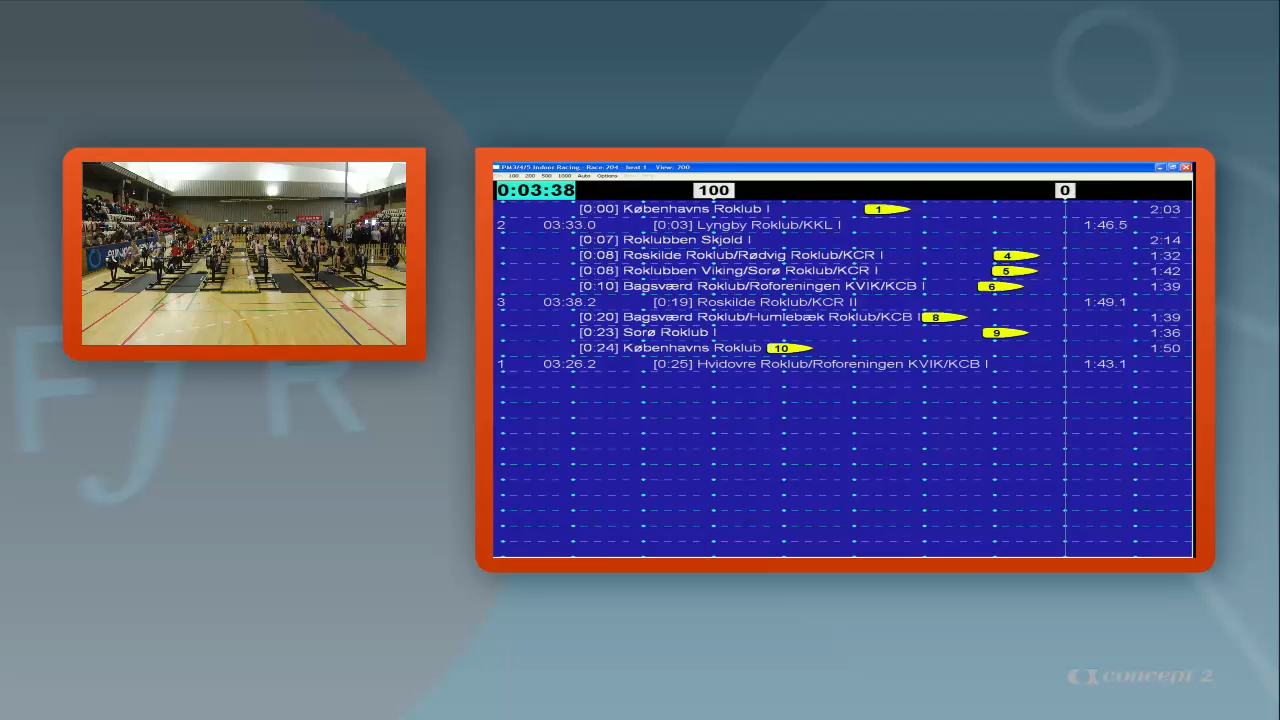 PM3/4/5 Indoor Racing - Race:204 - heat 1 - View: 200
100 200 500 1000 Auto Options
0:03:38 100 0
[0:00] Københavns Roklub I 1 2:03
2 03:33.0 [0:03] Lyngby Roklub/KKL I 1:46.5
[0:07] Roklubben Skjold I 2:14
[0:08] Roskilde Roklub/Rødvig Roklub/KCR I 4 1:32
[0:08] Roklubben Viking/Sorø Roklub/KCR I 5 1:42
[0:10] Bagsværd Roklub/Roforeningen KVIK/KCB I 6 1:39
3 03:38.2 [0:19] Roskilde Roklub/KCR II 1:49.1
[0:20] Bagsværd Roklub/Humlebæk Roklub/KCB I 8 1:39
[0:23] Sorø Roklub I 9 1:36
[0:24] Københavns Roklub 10 1:50
1 03:26.2 [0:25] Hvidovre Roklub/Roforeningen KVIK/KCB I 1:43.1
F J R
concept 2